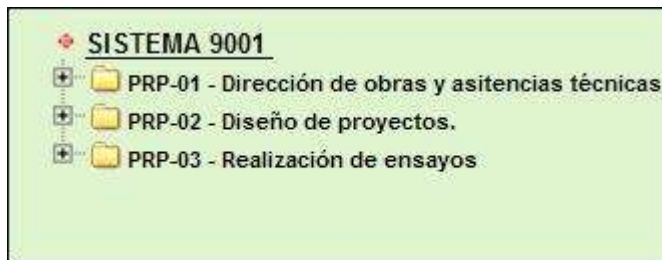 SISTEMA 9001
PRP-01 - Dirección de obras y asitencias técnicas
PRP-02 - Diseño de proyectos.
PRP-03 - Realización de ensayos